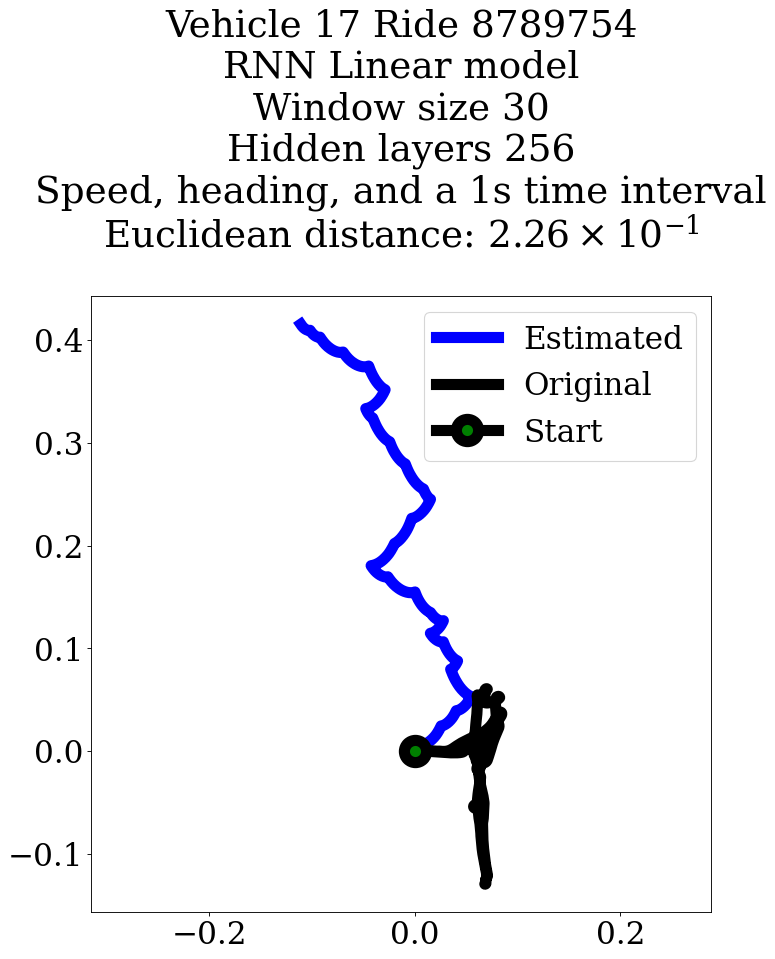 Vehicle 17 Ride 8789754
RNN Linear model
Window size 30
Hidden layers 256
Speed, heading, and a 1s time interval
Euclidean distance: 2.26 × 10⁻¹
Estimated
Original
Start
0.4
0.3
0.2
0.1
0.0
−0.1
−0.2
0.0
0.2